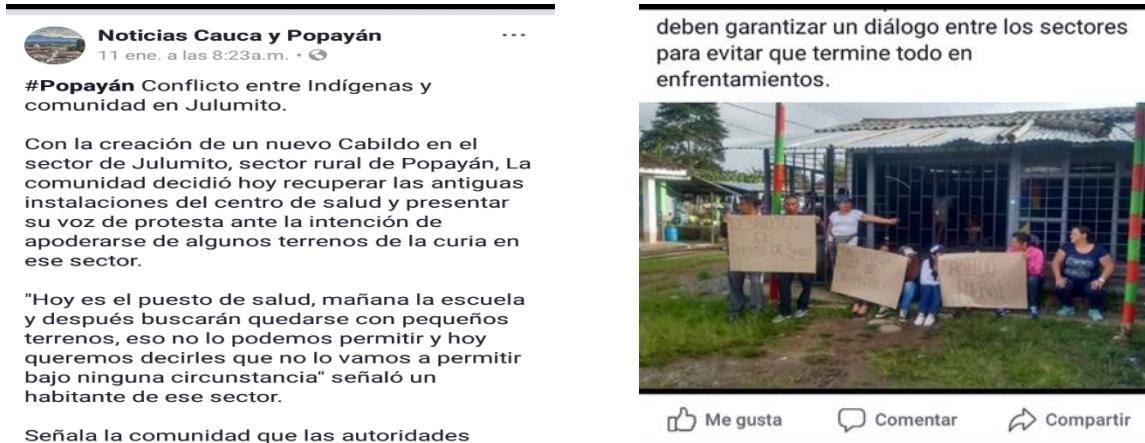 Noticias Cauca y Popayán
11 ene. a las 8:23a.m.
#Popayán Conflicto entre Indígenas y
comunidad en Julumito.
Con la creación de un nuevo Cabildo en el
sector de Julumito, sector rural de Popayán, La
comunidad decidió hoy recuperar las antiguas
instalaciones del centro de salud y presentar
su voz de protesta ante la intención de
apoderarse de algunos terrenos de la curia en
ese sector.
"Hoy es el puesto de salud, mañana la escuela
y después buscarán quedarse con pequeños
terrenos, eso no lo podemos permitir y hoy
queremos decirles que no lo vamos a permitir
bajo ninguna circunstancia" señaló un
habitante de ese sector.
Señala la comunidad que las autoridades
deben garantizar un diálogo entre los sectores
para evitar que termine todo en
enfrentamientos.
Me gusta
Comentar
Compartir